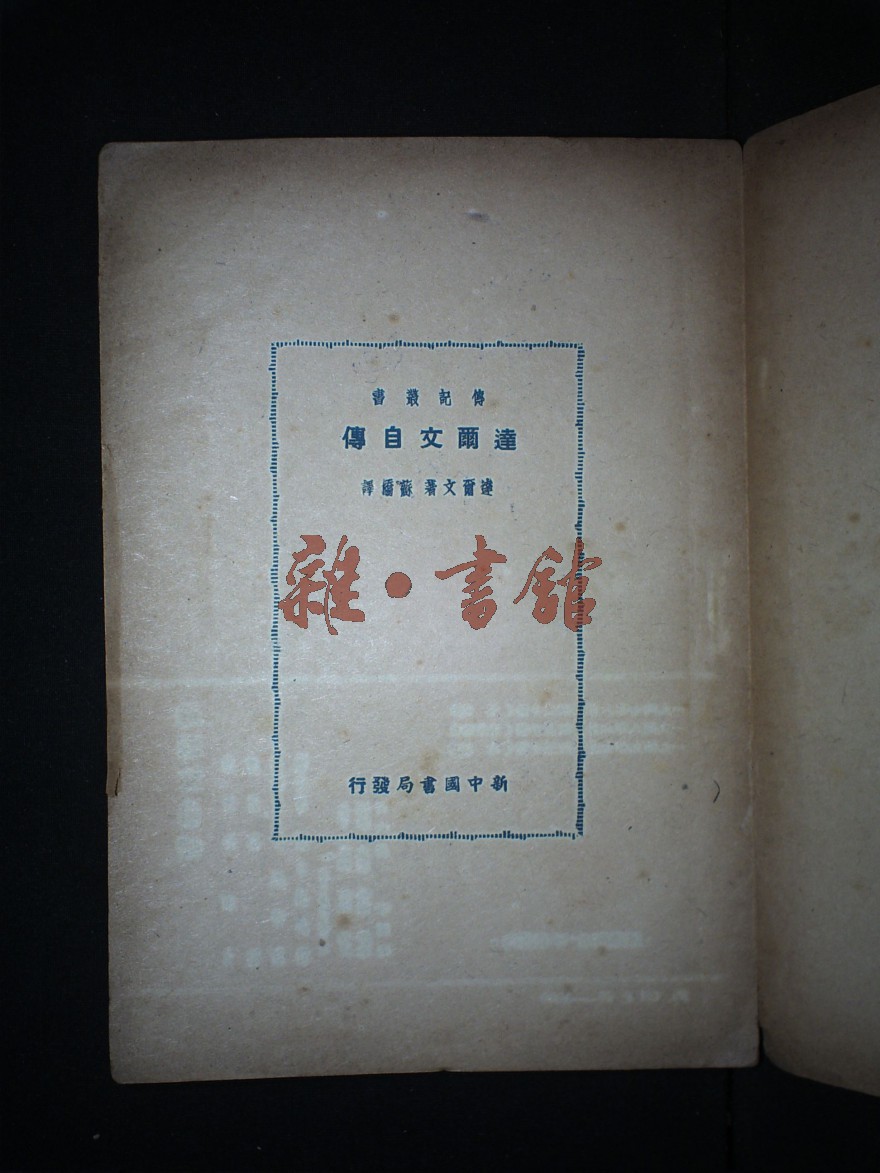 傳記叢書
達爾文自傳
達爾文著 蘇橋譯
雜·書館
新中國書局發行